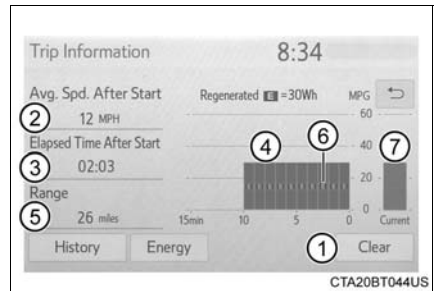 Trip Information 8:34
Avg. Spd. After Start Regenerated E =30Wh MPG
2 12 MPH 60
Elapsed Time After Start 4 6 7 40
3 02:03 20
Range 0
5 26 miles 15min 10 5 0 Current
History Energy 1 Clear
CTA20BT044US